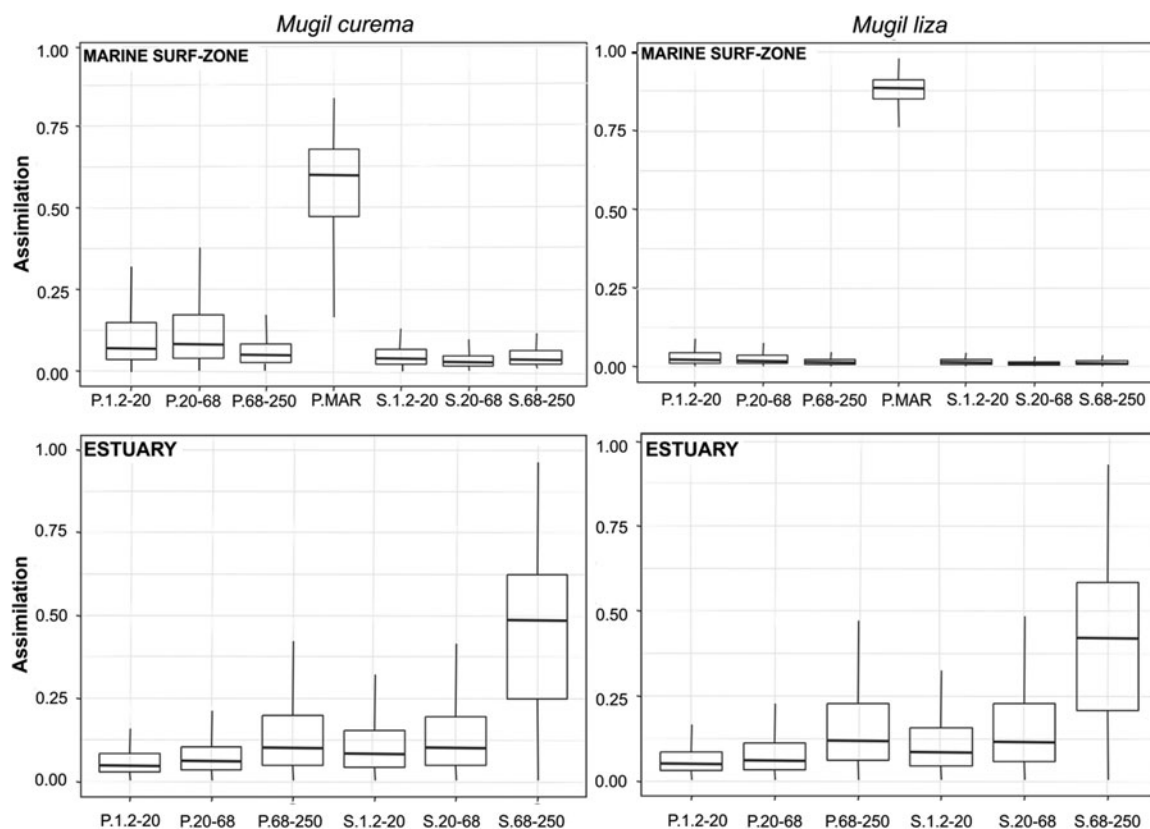 Mugil curema
Mugil liza
MARINE SURF-ZONE
Assimilation
1.00
0.75
0.50
0.25
0.00
P.1.2-20 P.20-68 P.68-250 P.MAR S.1.2-20 S.20-68 S.68-250
MARINE SURF-ZONE
1.00
0.75
0.50
0.25
0.00
P.1.2-20 P.20-68 P.68-250 P.MAR S.1.2-20 S.20-68 S.68-250
ESTUARY
Assimilation
1.00
0.75
0.50
0.25
0.00
P.1.2-20 P.20-68 P.68-250 S.1.2-20 S.20-68 S.68-250
ESTUARY
1.00
0.75
0.50
0.25
0.00
P.1.2-20 P.20-68 P.68-250 S.1.2-20 S.20-68 S.68-250